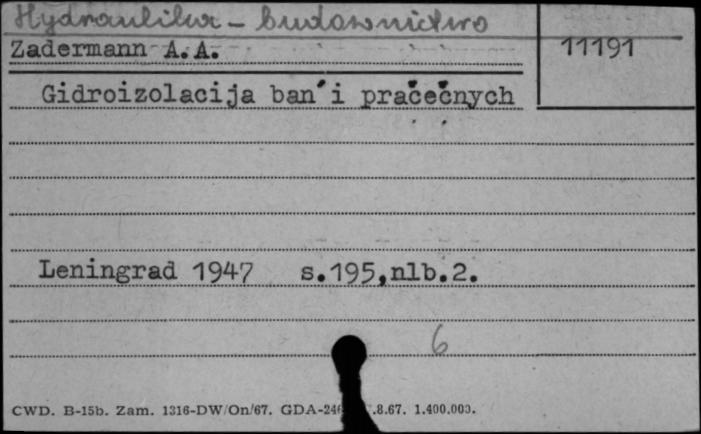 Hydraulika - budownictwo
Zadermann A.A.
11191
Gidroizolacija ban´i pračečnych
Leningrad 1947 s.195,nlb.2.
6
CWD. B-15b. Zam. 1316-DW/On/67. GDA-24 .8.67. 1.400.000.